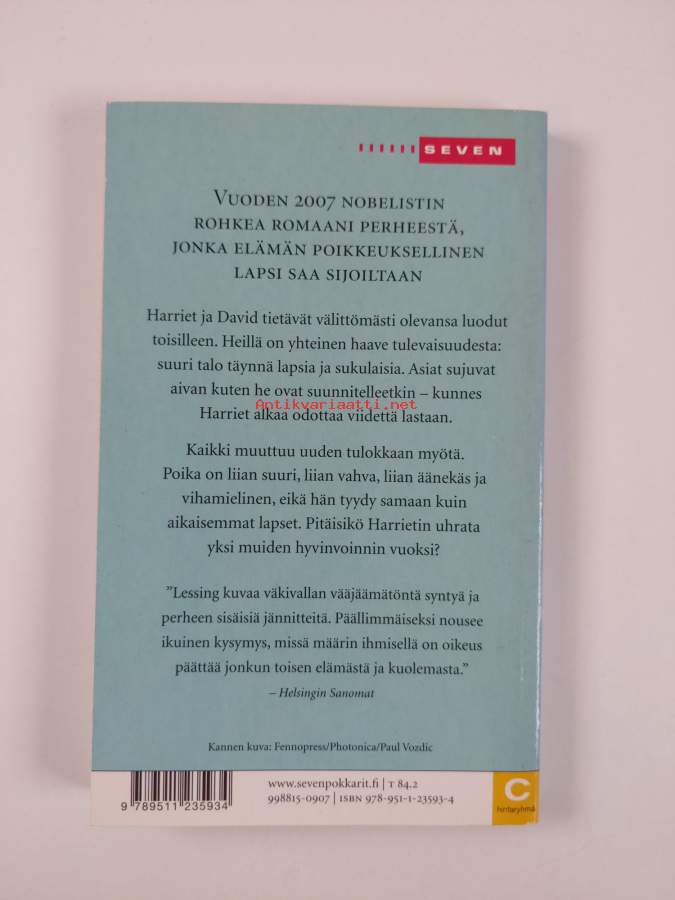 SEVEN
VUODEN 2007 NOBELISTIN
ROHKEA ROMAANI PERHEESTÄ,
JONKA ELÄMÄN POIKKEUKSELLINEN
LAPSI SAA SIJOILTAAN
Harriet ja David tietävät välittömästi olevansa luodut
toisilleen. Heillä on yhteinen haave tulevaisuudesta:
suuri talo täynnä lapsia ja sukulaisia. Asiat sujuvat
aivan kuten he ovat suunnitelleetkin – kunnes
Antikvariaatti.net
Harriet alkaa odottaa viidettä lastaan.
Kaikki muuttuu uuden tulokkaan myötä.
Poika on liian suuri, liian vahva, liian äänekäs ja
vihamielinen, eikä hän tyydy samaan kuin
aikaisemmat lapset. Pitäisikö Harrietin uhrata
yksi muiden hyvinvoinnin vuoksi?
”Lessing kuvaa väkivallan vääjäämätöntä syntyä ja
perheen sisäisiä jännitteitä. Päällimmäiseksi nousee
ikuinen kysymys, missä määrin ihmisellä on oikeus
päättää jonkun toisen elämästä ja kuolemasta.”
– Helsingin Sanomat
Kannen kuva: Fennopress/Photonica/Paul Vozdic
www.sevenpokkarit.fi | T 84.2
998815-0907 | ISBN 978-951-1-23593-4
9 789511 235934
C
hintaryhmä